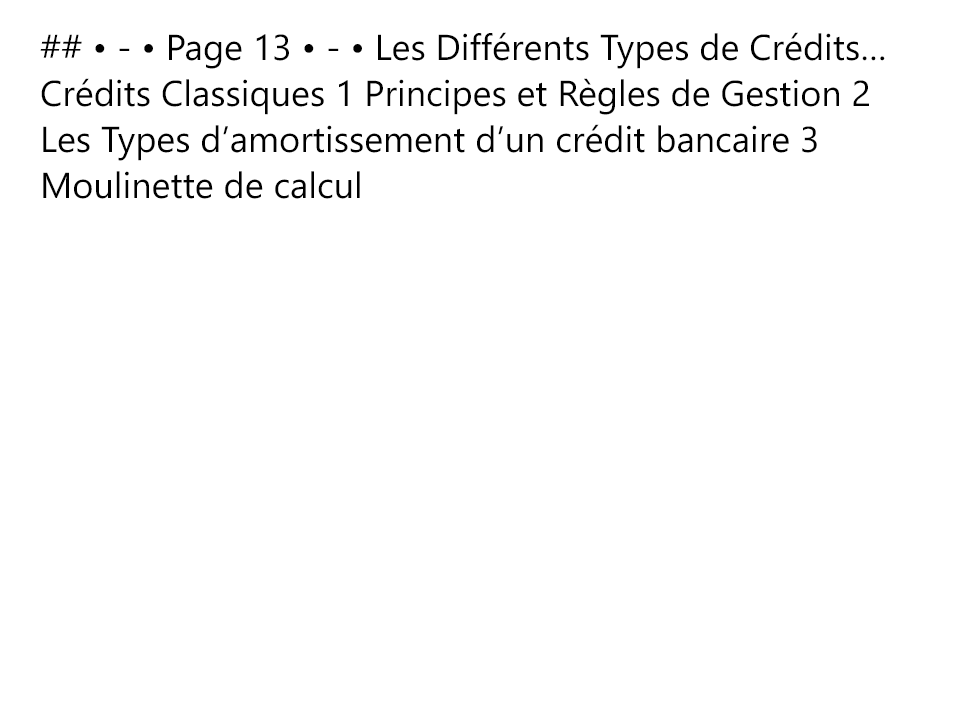 ## • - • Page 13 • - • Les Différents Types de Crédits…
Crédits Classiques 1 Principes et Règles de Gestion 2
Les Types d’amortissement d’un crédit bancaire 3
Moulinette de calcul